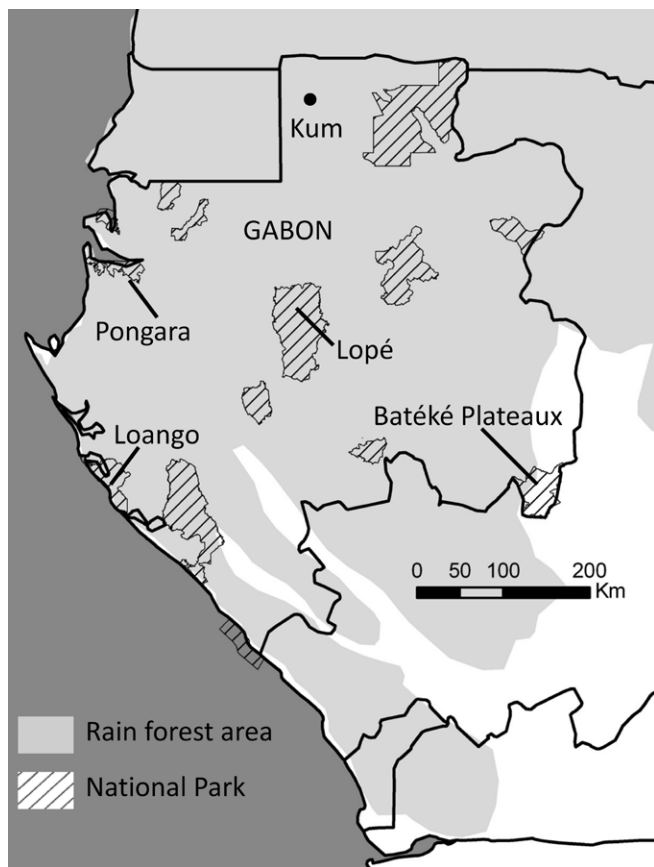 Kum
GABON
Pongara
Lopé
Batéké Plateaux
Loango
0 50 100 200
Km
Rain forest area
National Park